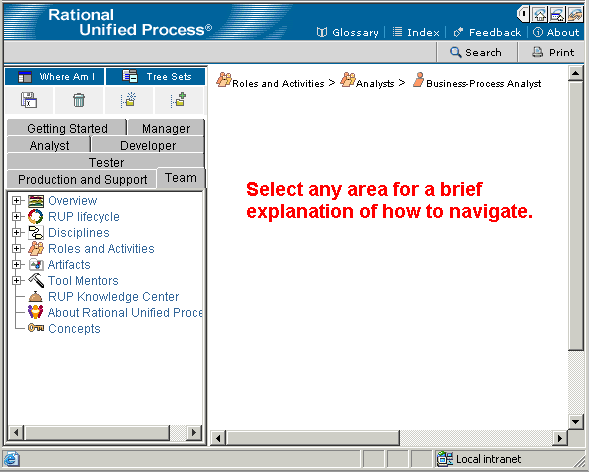 Rational
Unified Process®
Glossary Index Feedback About
Search Print
Where Am I Tree Sets
Getting Started Manager
Analyst Developer
Tester
Production and Support Team
Overview
RUP lifecycle
Disciplines
Roles and Activities
Artifacts
Tool Mentors
RUP Knowledge Center
About Rational Unified Proce
Concepts
Roles and Activities > Analysts > Business-Process Analyst
Select any area for a brief
explanation of how to navigate.
Local intranet